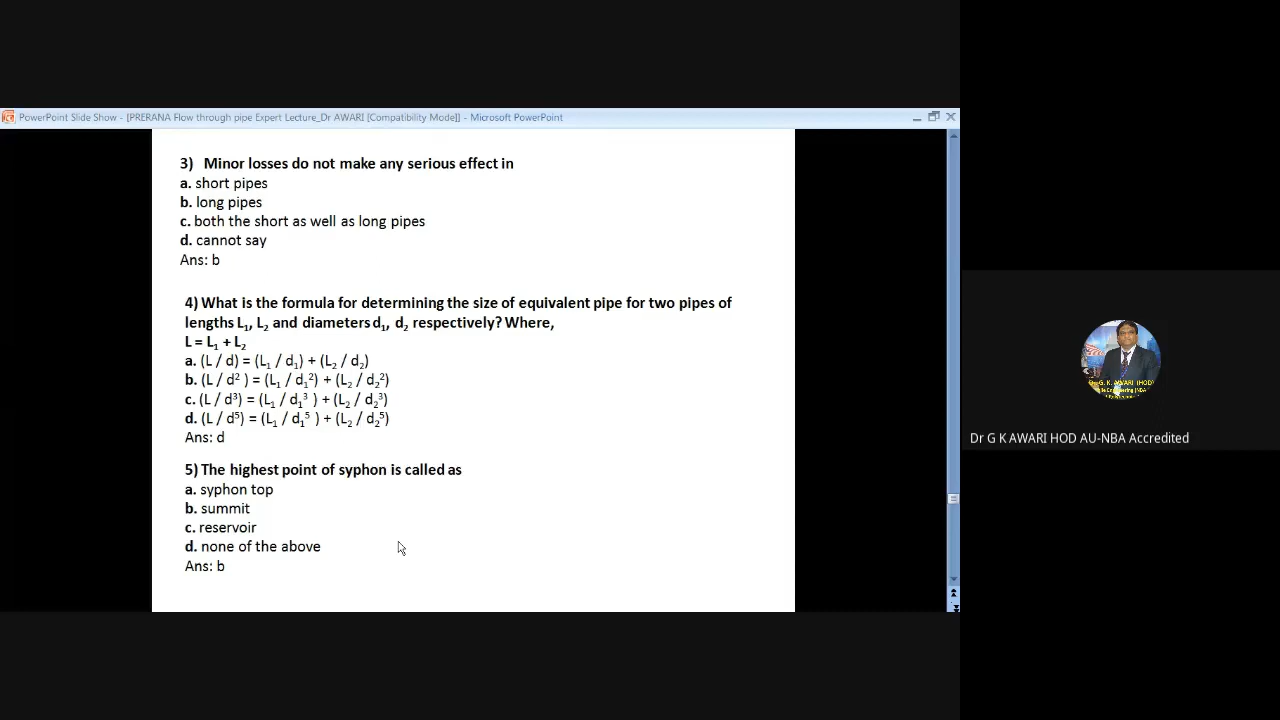 PowerPoint Slide Show - [PRERANA Flow through pipe Expert Lecture_Dr AWARI [Compatibility Mode]] - Microsoft PowerPoint
3) Minor losses do not make any serious effect in
a. short pipes
b. long pipes
c. both the short as well as long pipes
d. cannot say
Ans: b
4) What is the formula for determining the size of equivalent pipe for two pipes of
lengths L₁, L₂ and diameters d₁, d₂ respectively? Where,
L = L₁ + L₂
a. (L / d) = (L₁ / d₁) + (L₂ / d₂)
b. (L / d² ) = (L₁ / d₁²) + (L₂ / d₂²)
c. (L / d³) = (L₁ / d₁³ ) + (L₂ / d₂³)
d. (L / d⁵) = (L₁ / d₁⁵ ) + (L₂ / d₂⁵)
Ans: d
5) The highest point of syphon is called as
a. syphon top
b. summit
c. reservoir
d. none of the above
Ans: b
G. K. AWARI (HOD)
Dr G K AWARI HOD AU-NBA Accredited